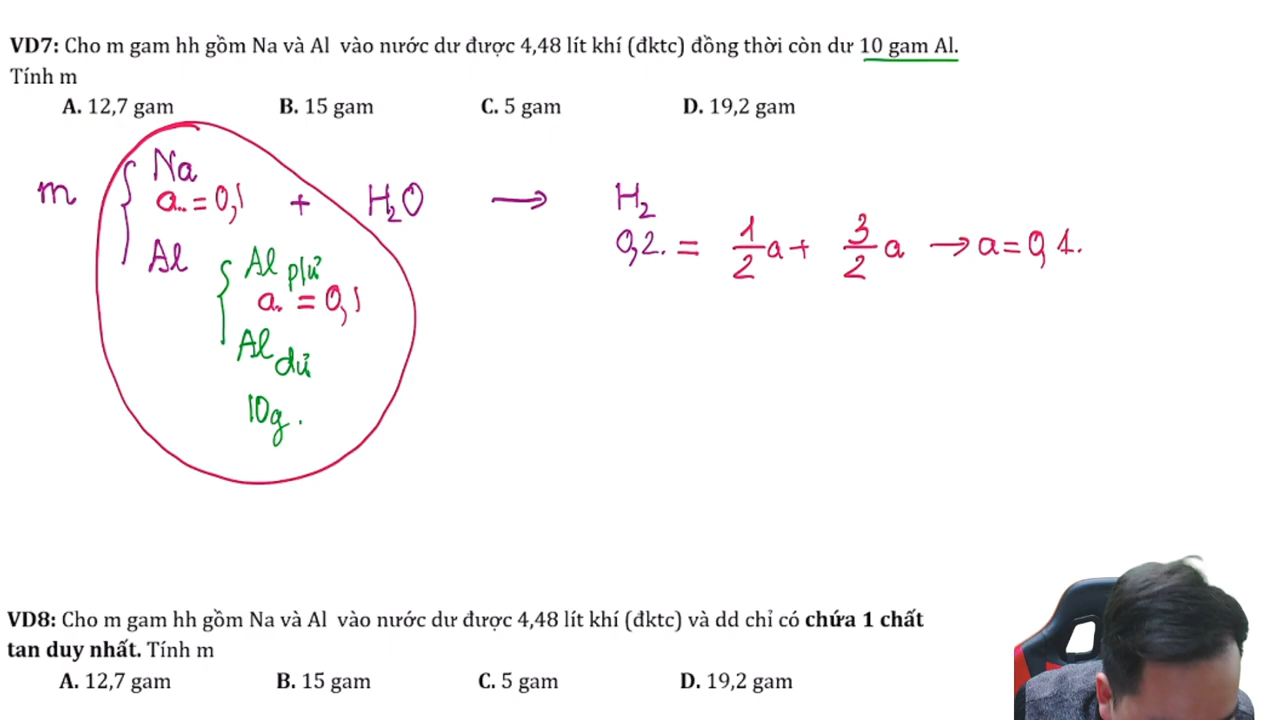 VD7: Cho m gam hh gồm Na và Al vào nước dư được 4,48 lít khí (đktc) đồng thời còn dư 10 gam Al.
Tính m
A. 12,7 gam B. 15 gam C. 5 gam D. 19,2 gam
Na
m a = 0,1 + H₂O → H₂
Al 0,2 = 1/2 a + 3/2 a → a = 0,1.
Al pư
a = 0,1
Al dư
10g.
VD8: Cho m gam hh gồm Na và Al vào nước dư được 4,48 lít khí (đktc) và dd chỉ có chứa 1 chất
tan duy nhất. Tính m
A. 12,7 gam B. 15 gam C. 5 gam D. 19,2 gam